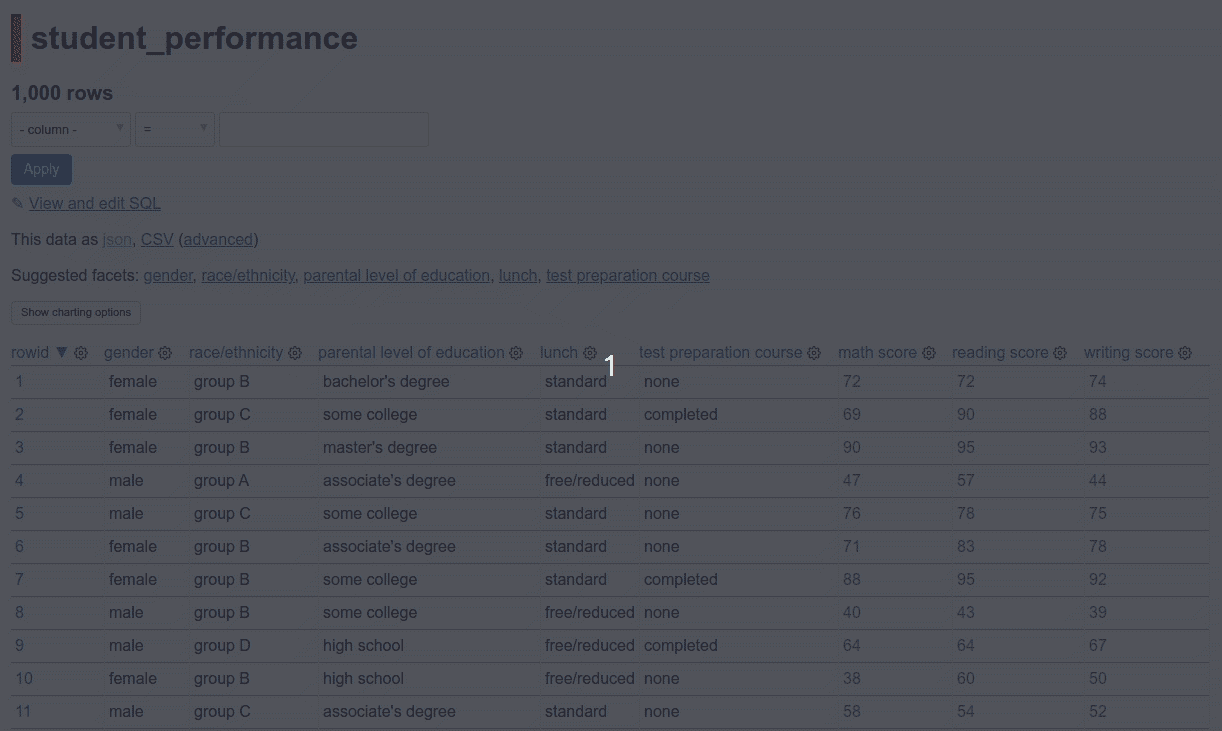 student_performance
1,000 rows
- column - ▼ = ▼
Apply
✎ View and edit SQL
This data as json, CSV (advanced)
Suggested facets: gender, race/ethnicity, parental level of education, lunch, test preparation course
Show charting options
rowid ▼ gender race/ethnicity parental level of education lunch test preparation course math score reading score writing score
1
1 female group B bachelor's degree standard none 72 72 74
2 female group C some college standard completed 69 90 88
3 female group B master's degree standard none 90 95 93
4 male group A associate's degree free/reduced none 47 57 44
5 male group C some college standard none 76 78 75
6 female group B associate's degree standard none 71 83 78
7 female group B some college standard completed 88 95 92
8 male group B some college free/reduced none 40 43 39
9 male group D high school free/reduced completed 64 64 67
10 female group B high school free/reduced none 38 60 50
11 male group C associate's degree standard none 58 54 52